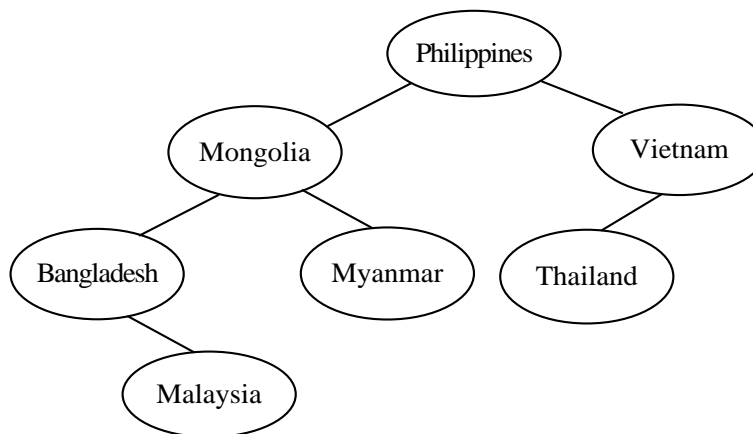 Philippines
Mongolia
Vietnam
Bangladesh
Myanmar
Thailand
Malaysia